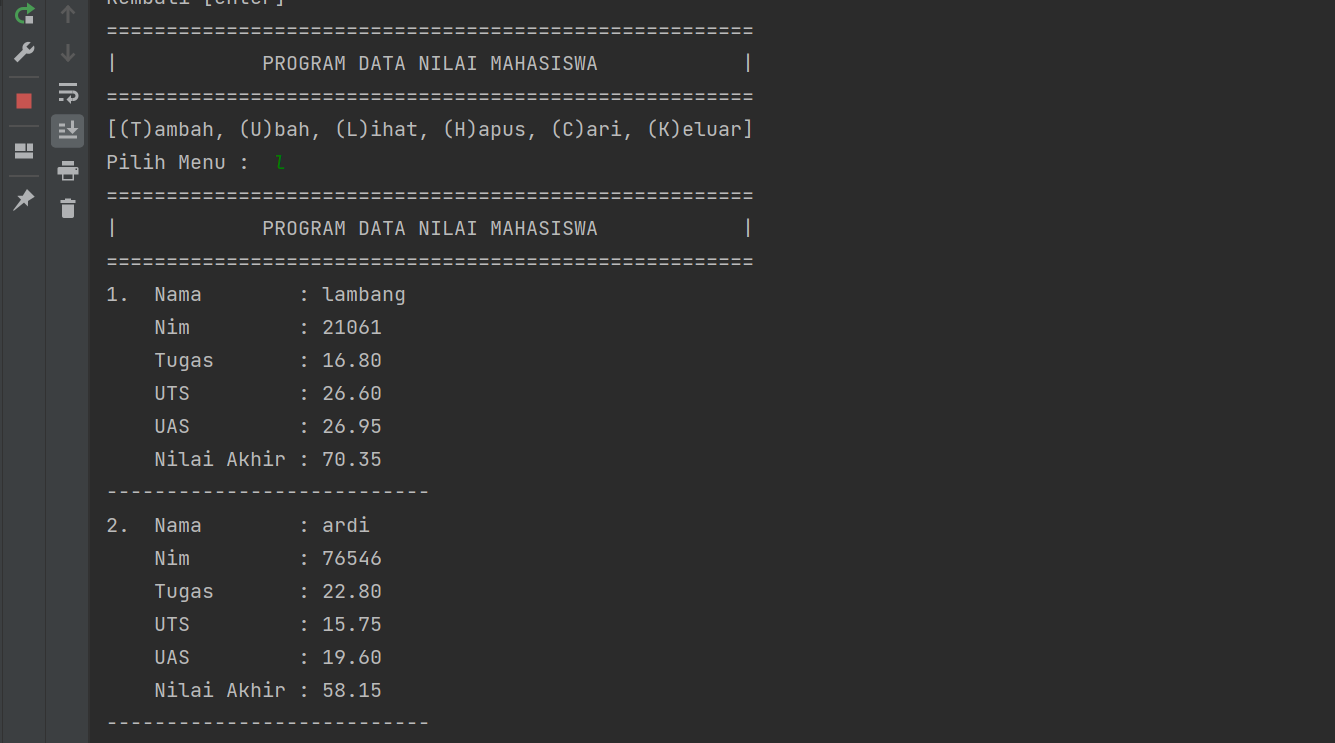 Kembali [enter]
======================================================
|            PROGRAM DATA NILAI MAHASISWA            |
======================================================
[(T)ambah, (U)bah, (L)ihat, (H)apus, (C)ari, (K)eluar]
Pilih Menu :  l
======================================================
|            PROGRAM DATA NILAI MAHASISWA            |
======================================================
1.  Nama        : lambang
    Nim         : 21061
    Tugas       : 16.80
    UTS         : 26.60
    UAS         : 26.95
    Nilai Akhir : 70.35
---------------------------
2.  Nama        : ardi
    Nim         : 76546
    Tugas       : 22.80
    UTS         : 15.75
    UAS         : 19.60
    Nilai Akhir : 58.15
---------------------------